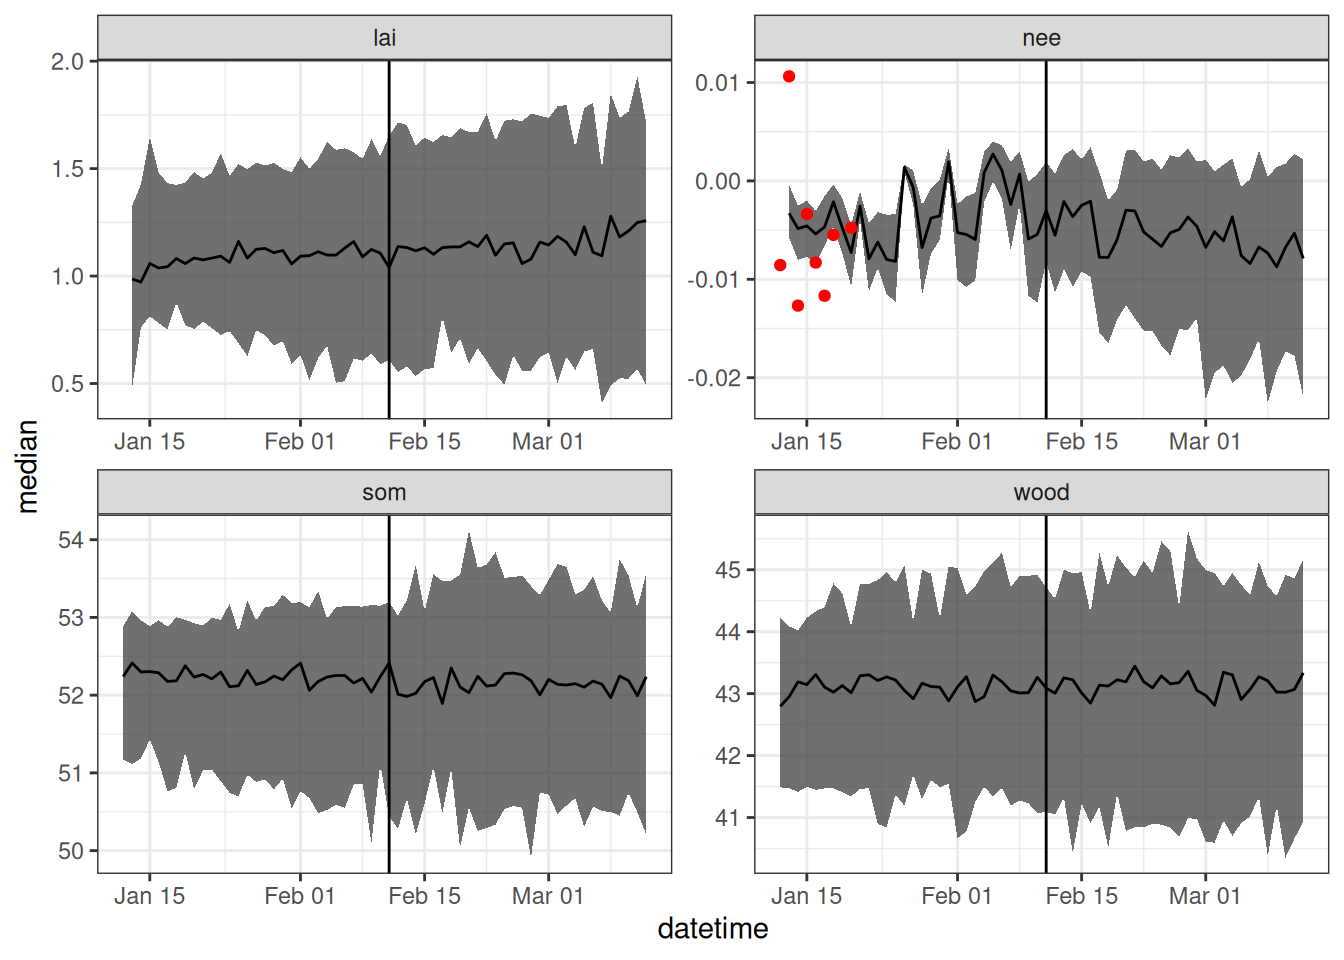 lai
nee
2.0
1.5
1.0
0.5
0.01
0.00
-0.01
-0.02
Jan 15 Feb 01 Feb 15 Mar 01
Jan 15 Feb 01 Feb 15 Mar 01
median
som
wood
54
53
52
51
50
45
44
43
42
41
Jan 15 Feb 01 Feb 15 Mar 01
Jan 15 Feb 01 Feb 15 Mar 01
datetime